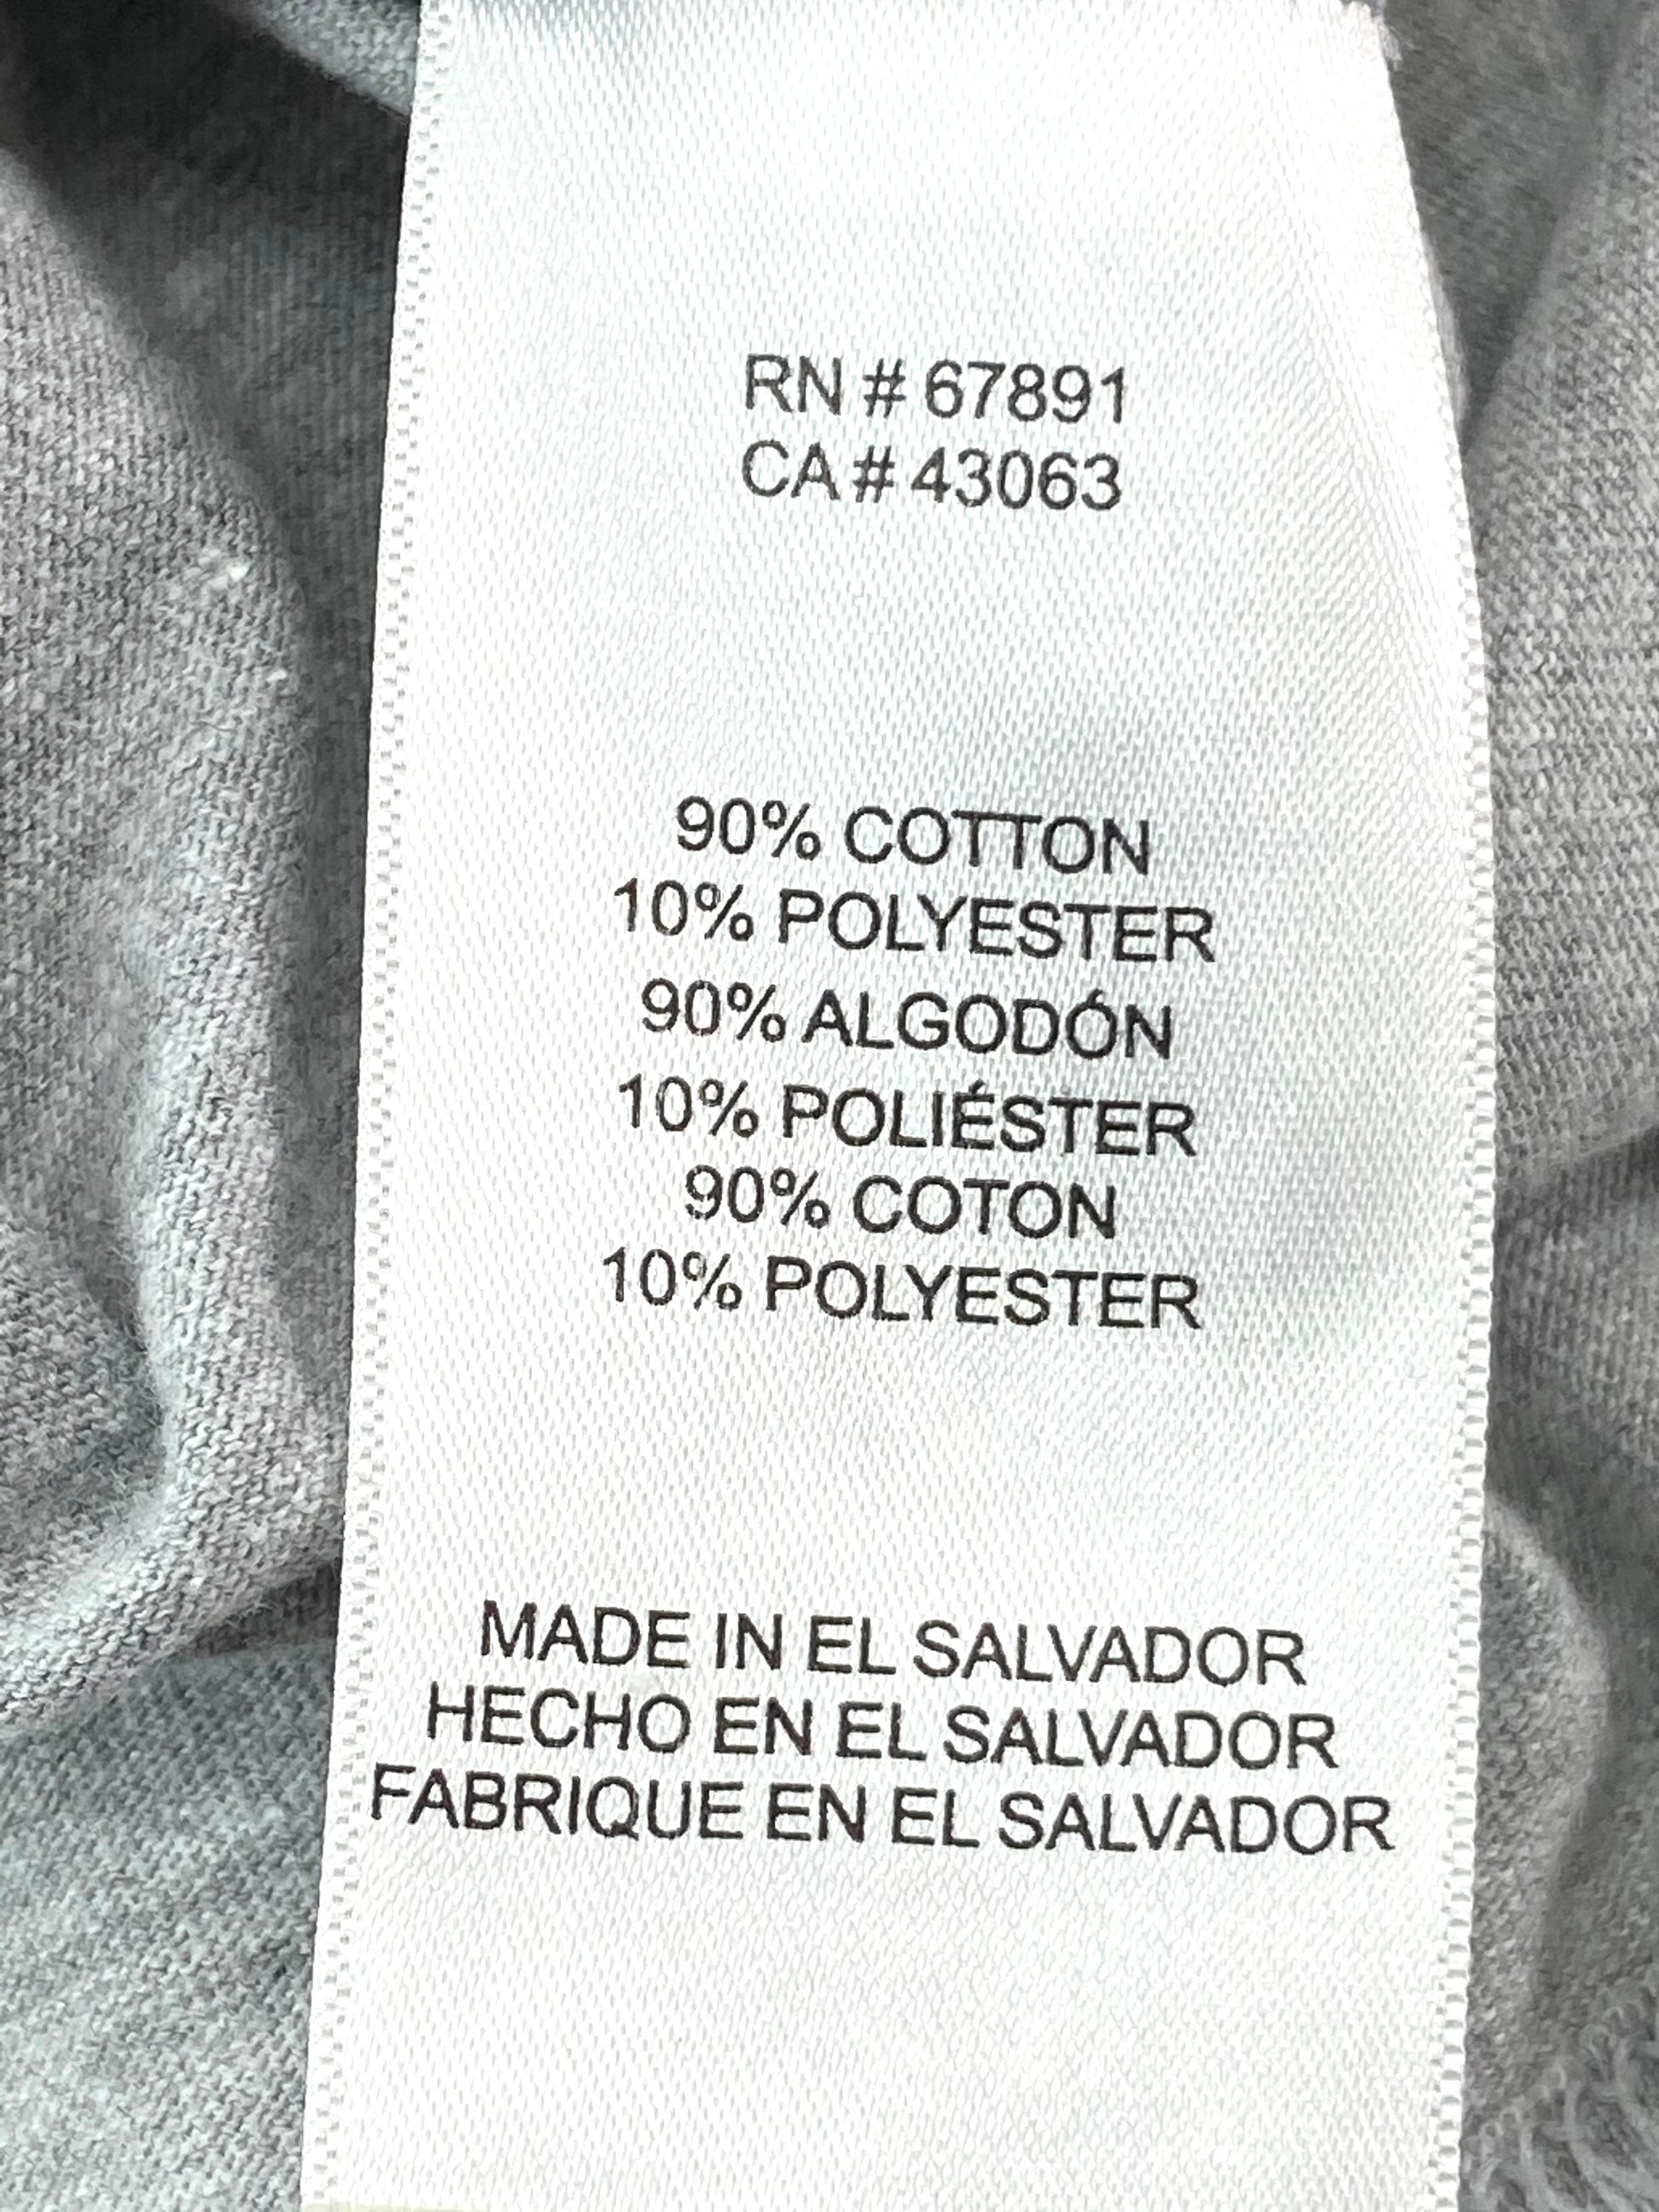 RN # 67891
CA # 43063
90% COTTON
10% POLYESTER
90% ALGODÓN
10% POLIÉSTER
90% COTON
10% POLYESTER
MADE IN EL SALVADOR
HECHO EN EL SALVADOR
FABRIQUE EN EL SALVADOR